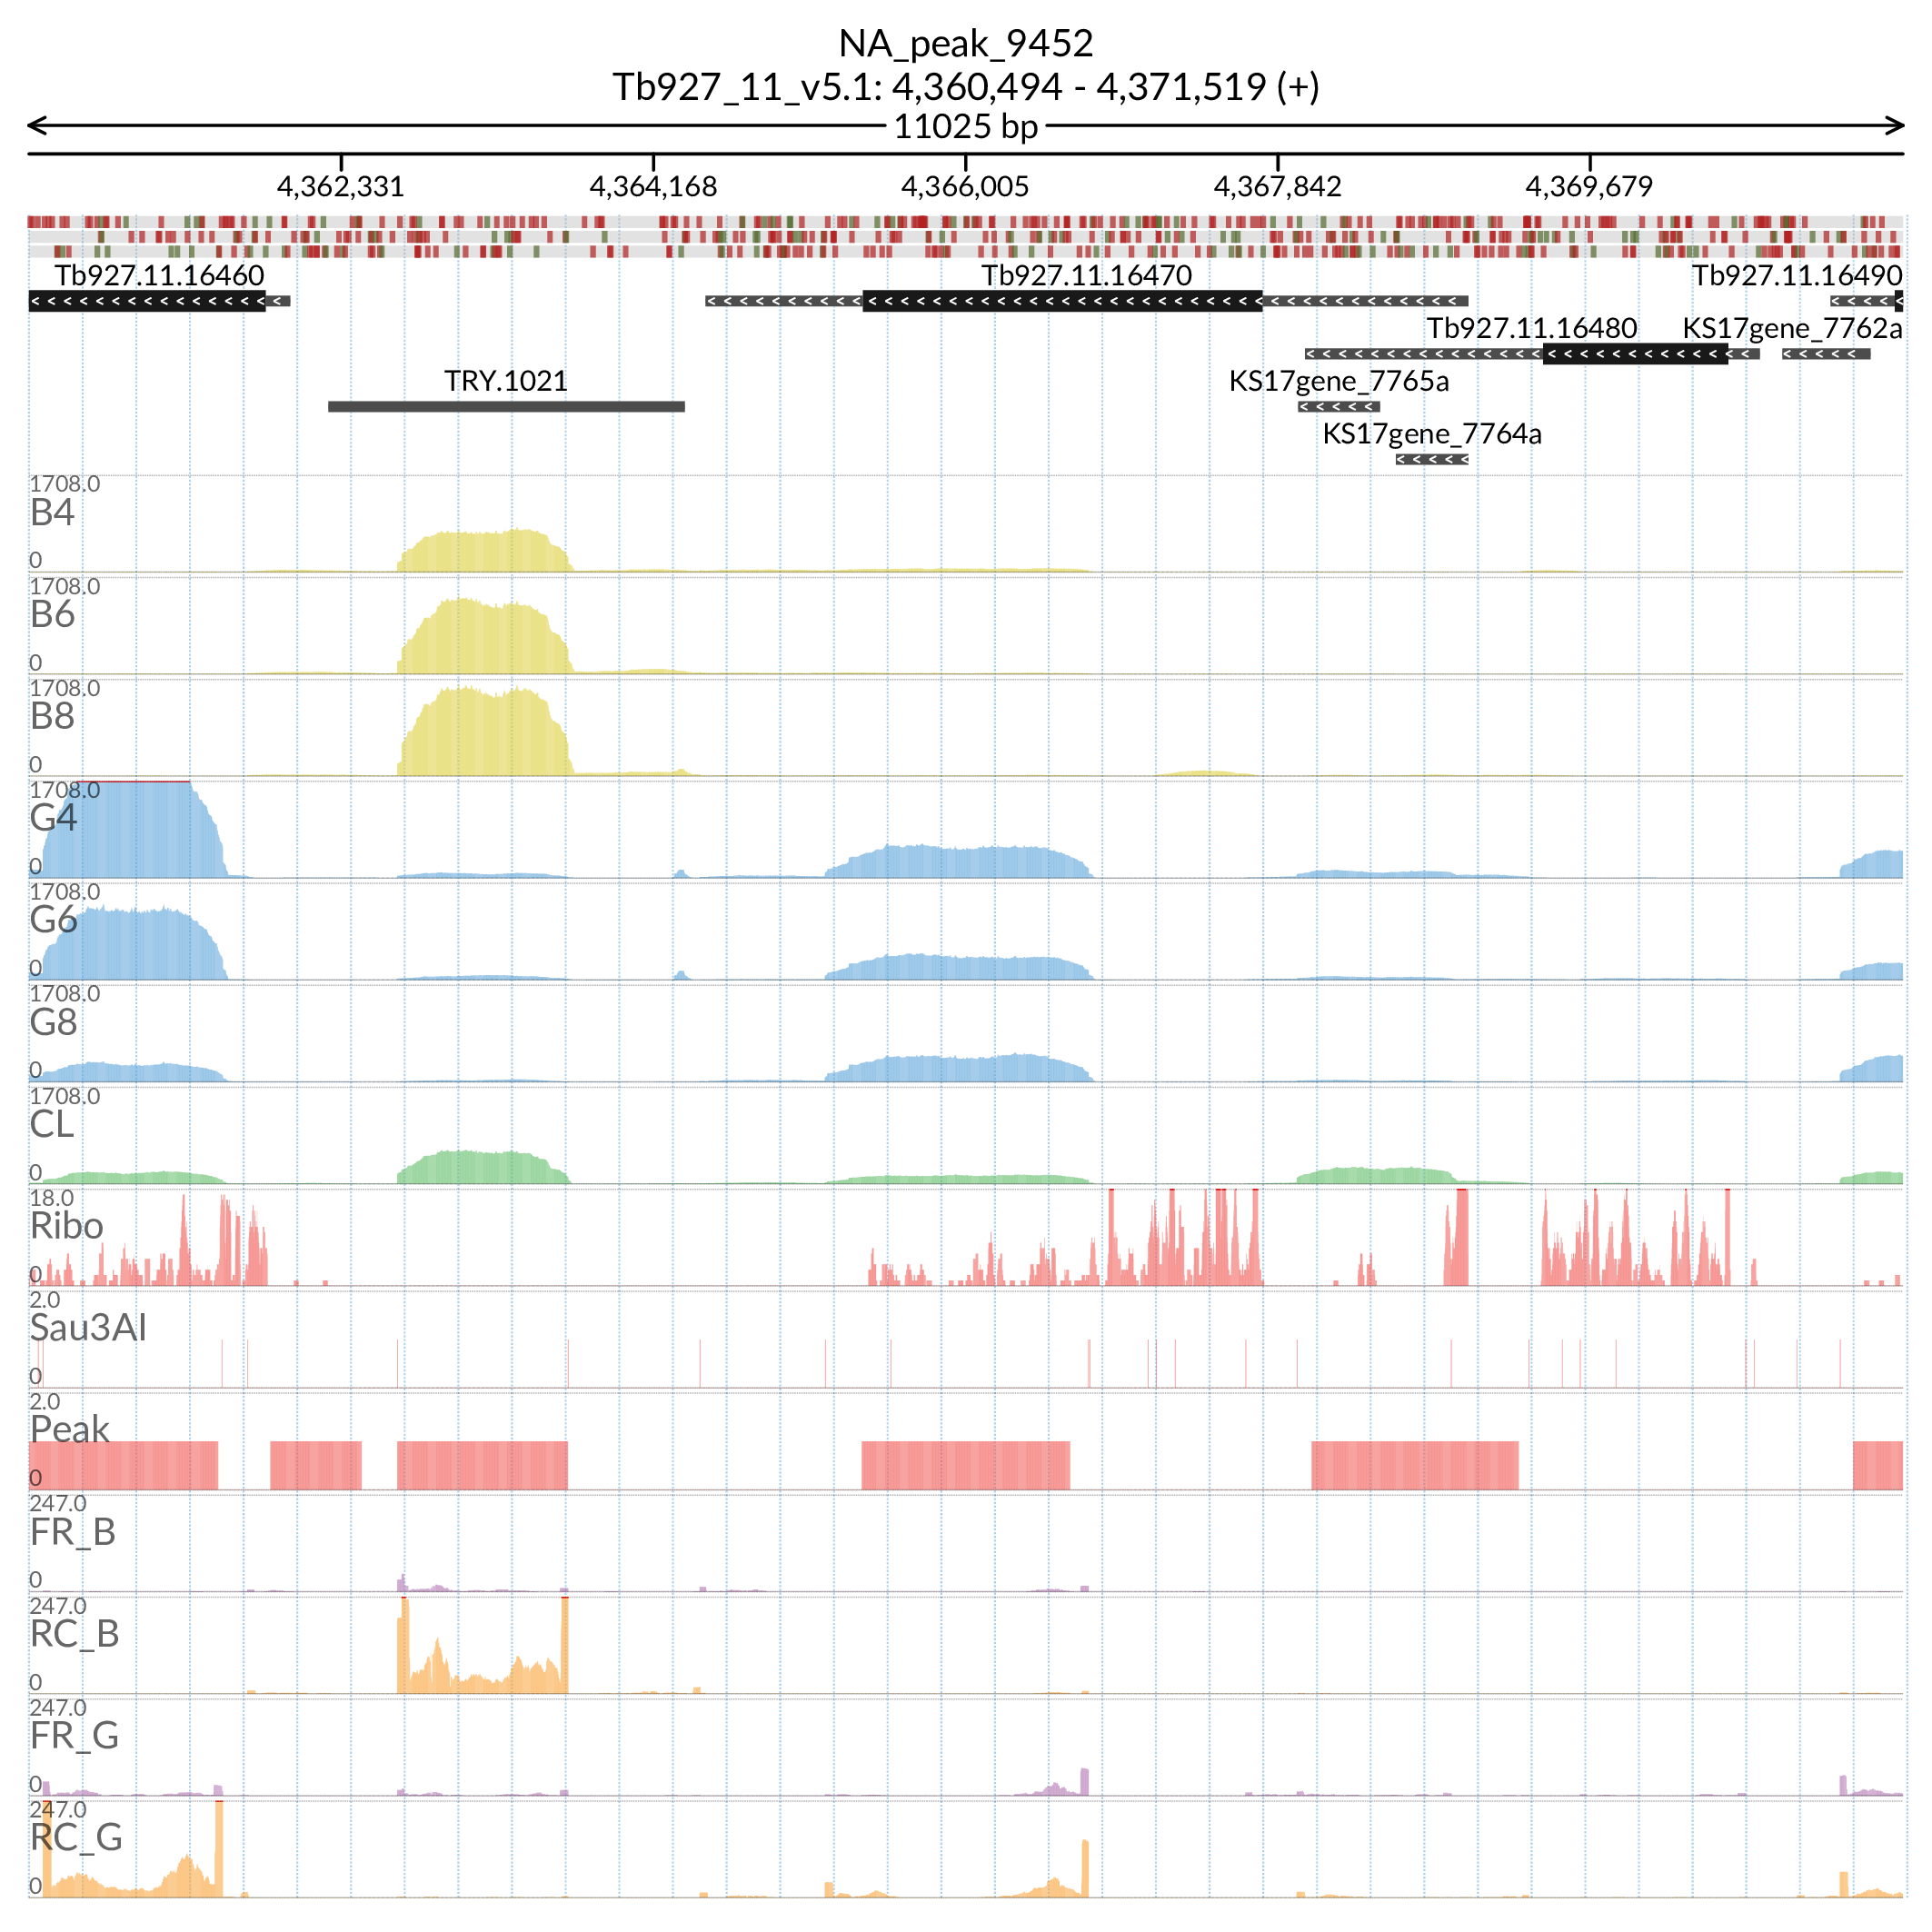 NA_peak_9452
Tb927_11_v5.1: 4,360,494 - 4,371,519 (+)
11025 bp
4,362,331 4,364,168 4,366,005 4,367,842 4,369,679
Tb927.11.16460 Tb927.11.16470 Tb927.11.16490
Tb927.11.16480 KS17gene_7762a
TRY.1021 KS17gene_7765a
KS17gene_7764a
1708.0
B4
0
1708.0
B6
0
1708.0
B8
0
1708.0
G4
0
1708.0
G6
0
1708.0
G8
0
1708.0
CL
0
18.0
Ribo
0
2.0
Sau3AI
0
2.0
Peak
0
247.0
FR_B
0
247.0
RC_B
0
247.0
FR_G
0
247.0
RC_G
0